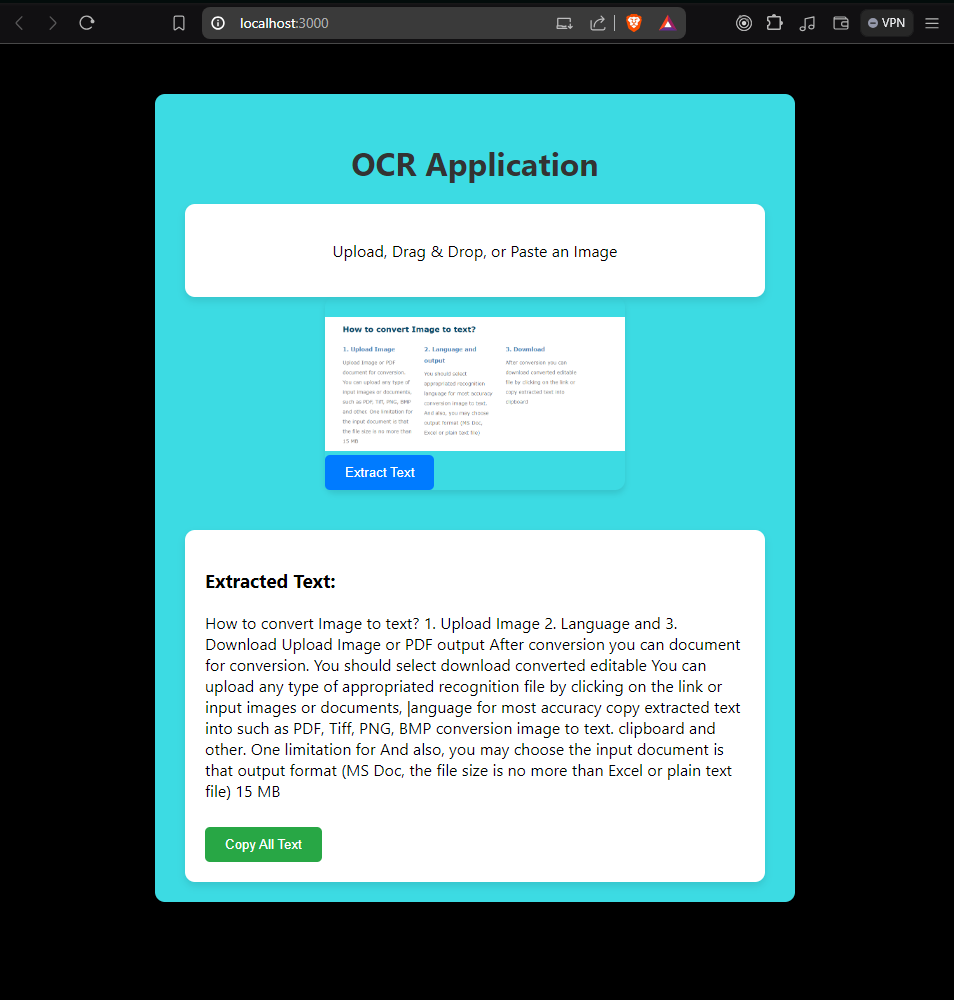 localhost:3000
VPN
OCR Application
Upload, Drag & Drop, or Paste an Image
How to convert Image to text?
1. Upload Image
Upload Image or PDF
document for conversion.
You can upload any type of
input images or documents,
such as PDF, Tiff, PNG, BMP
and other. One limitation for
the input document is that
the file size is no more than
15 MB
2. Language and
output
You should select
appropriated recognition
language for most accuracy
conversion image to text.
And also, you may choose
output format (MS Doc,
Excel or plain text file)
3. Download
After conversion you can
download converted editable
file by clicking on the link or
copy extracted text into
clipboard
Extract Text
Extracted Text:
How to convert Image to text? 1. Upload Image 2. Language and 3.
Download Upload Image or PDF output After conversion you can document
for conversion. You should select download converted editable You can
upload any type of appropriated recognition file by clicking on the link or
input images or documents, |anguage for most accuracy copy extracted text
into such as PDF, Tiff, PNG, BMP conversion image to text. clipboard and
other. One limitation for And also, you may choose the input document is
that output format (MS Doc, the file size is no more than Excel or plain text
file) 15 MB
Copy All Text